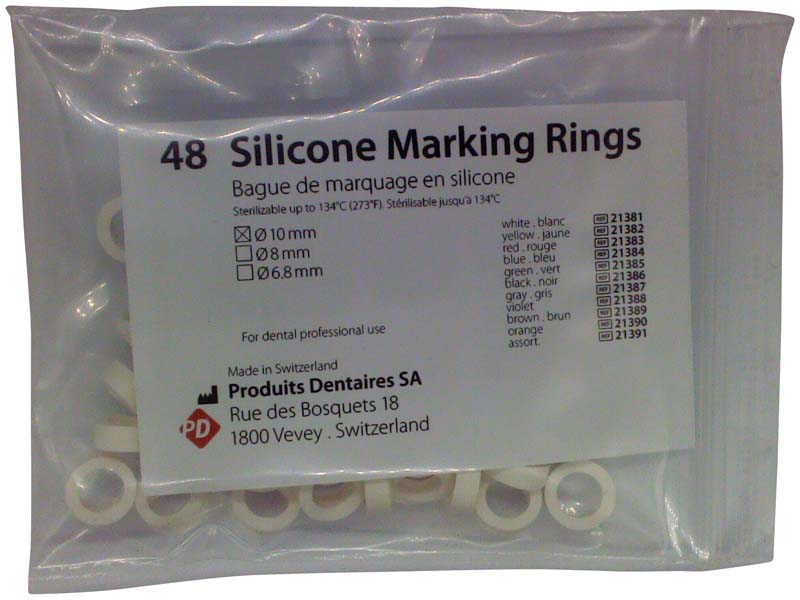 48 Silicone Marking Rings
Bague de marquage en silicone
Sterilizable up to 134°C (273°F). Stérilisable jusqu'à 134°C
Ø 10 mm
Ø 8 mm
Ø 6.8 mm
white . blanc REF 21381
yellow . jaune REF 21382
red . rouge REF 21383
blue . bleu REF 21384
green . vert REF 21385
black . noir REF 21386
gray . gris REF 21387
violet REF 21388
brown . brun REF 21389
orange REF 21390
assort. REF 21391
For dental professional use
Made in Switzerland
Produits Dentaires SA
PD
Rue des Bosquets 18
1800 Vevey . Switzerland